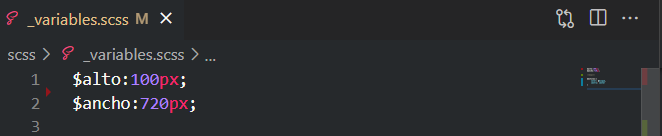 _variables.scss M
scss > _variables.scss > ...
1 $alto:100px;
2 $ancho:720px;
3